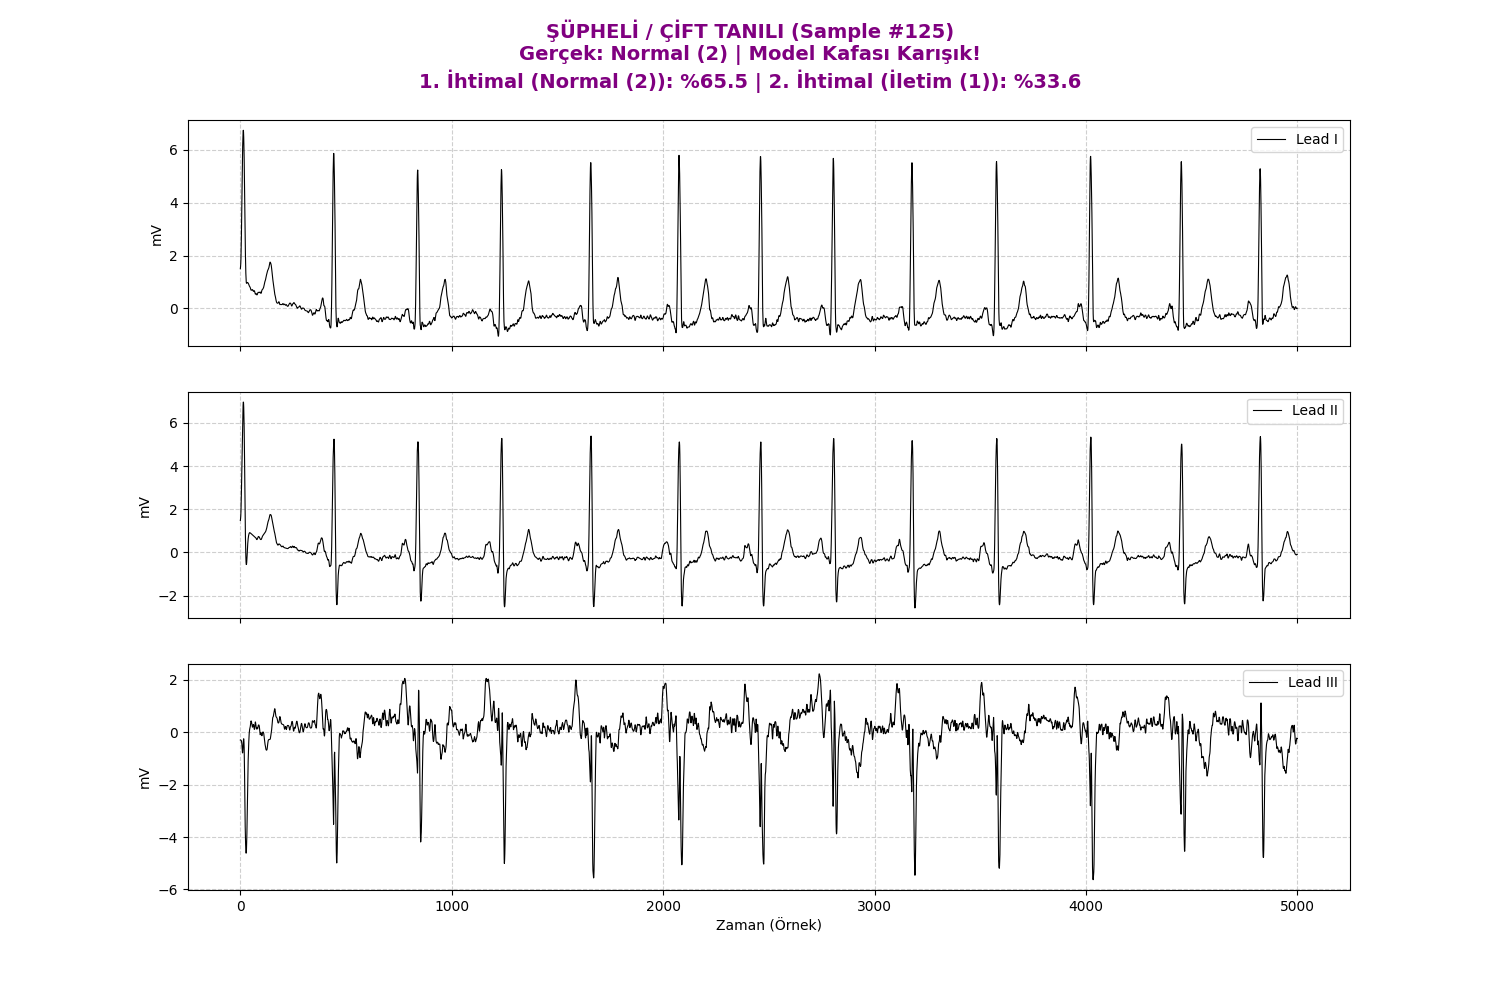 ŞÜPHELİ / ÇİFT TANILI (Sample #125)
Gerçek: Normal (2) | Model Kafası Karışık!
1. İhtimal (Normal (2)): %65.5 | 2. İhtimal (İletim (1)): %33.6
Lead I
6
4
2
0
mV
Lead II
6
4
2
0
−2
mV
Lead III
2
0
−2
−4
−6
mV
0 1000 2000 3000 4000 5000
Zaman (Örnek)